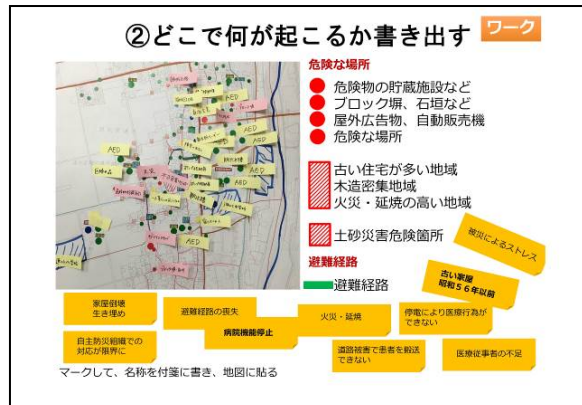 ②どこで何が起こるか書き出す
ワーク
危険な場所
危険物の貯蔵施設など
ブロック塀、石垣など
屋外広告物、自動販売機
危険な場所
古い住宅が多い地域
木造密集地域
火災・延焼の高い地域
土砂災害危険箇所
避難経路
避難経路
AED
AED
AED
AED
AED
AED
被災によるストレス
古い家屋
昭和56年以前
家屋倒壊
生き埋め
避難経路の喪失
病院機能停止
火災・延焼
停電により医療行為が
できない
自主防災組織での
対応が限界に
道路被害で患者を搬送
できない
医療従事者の不足
マークして、名称を付箋に書き、地図に貼る